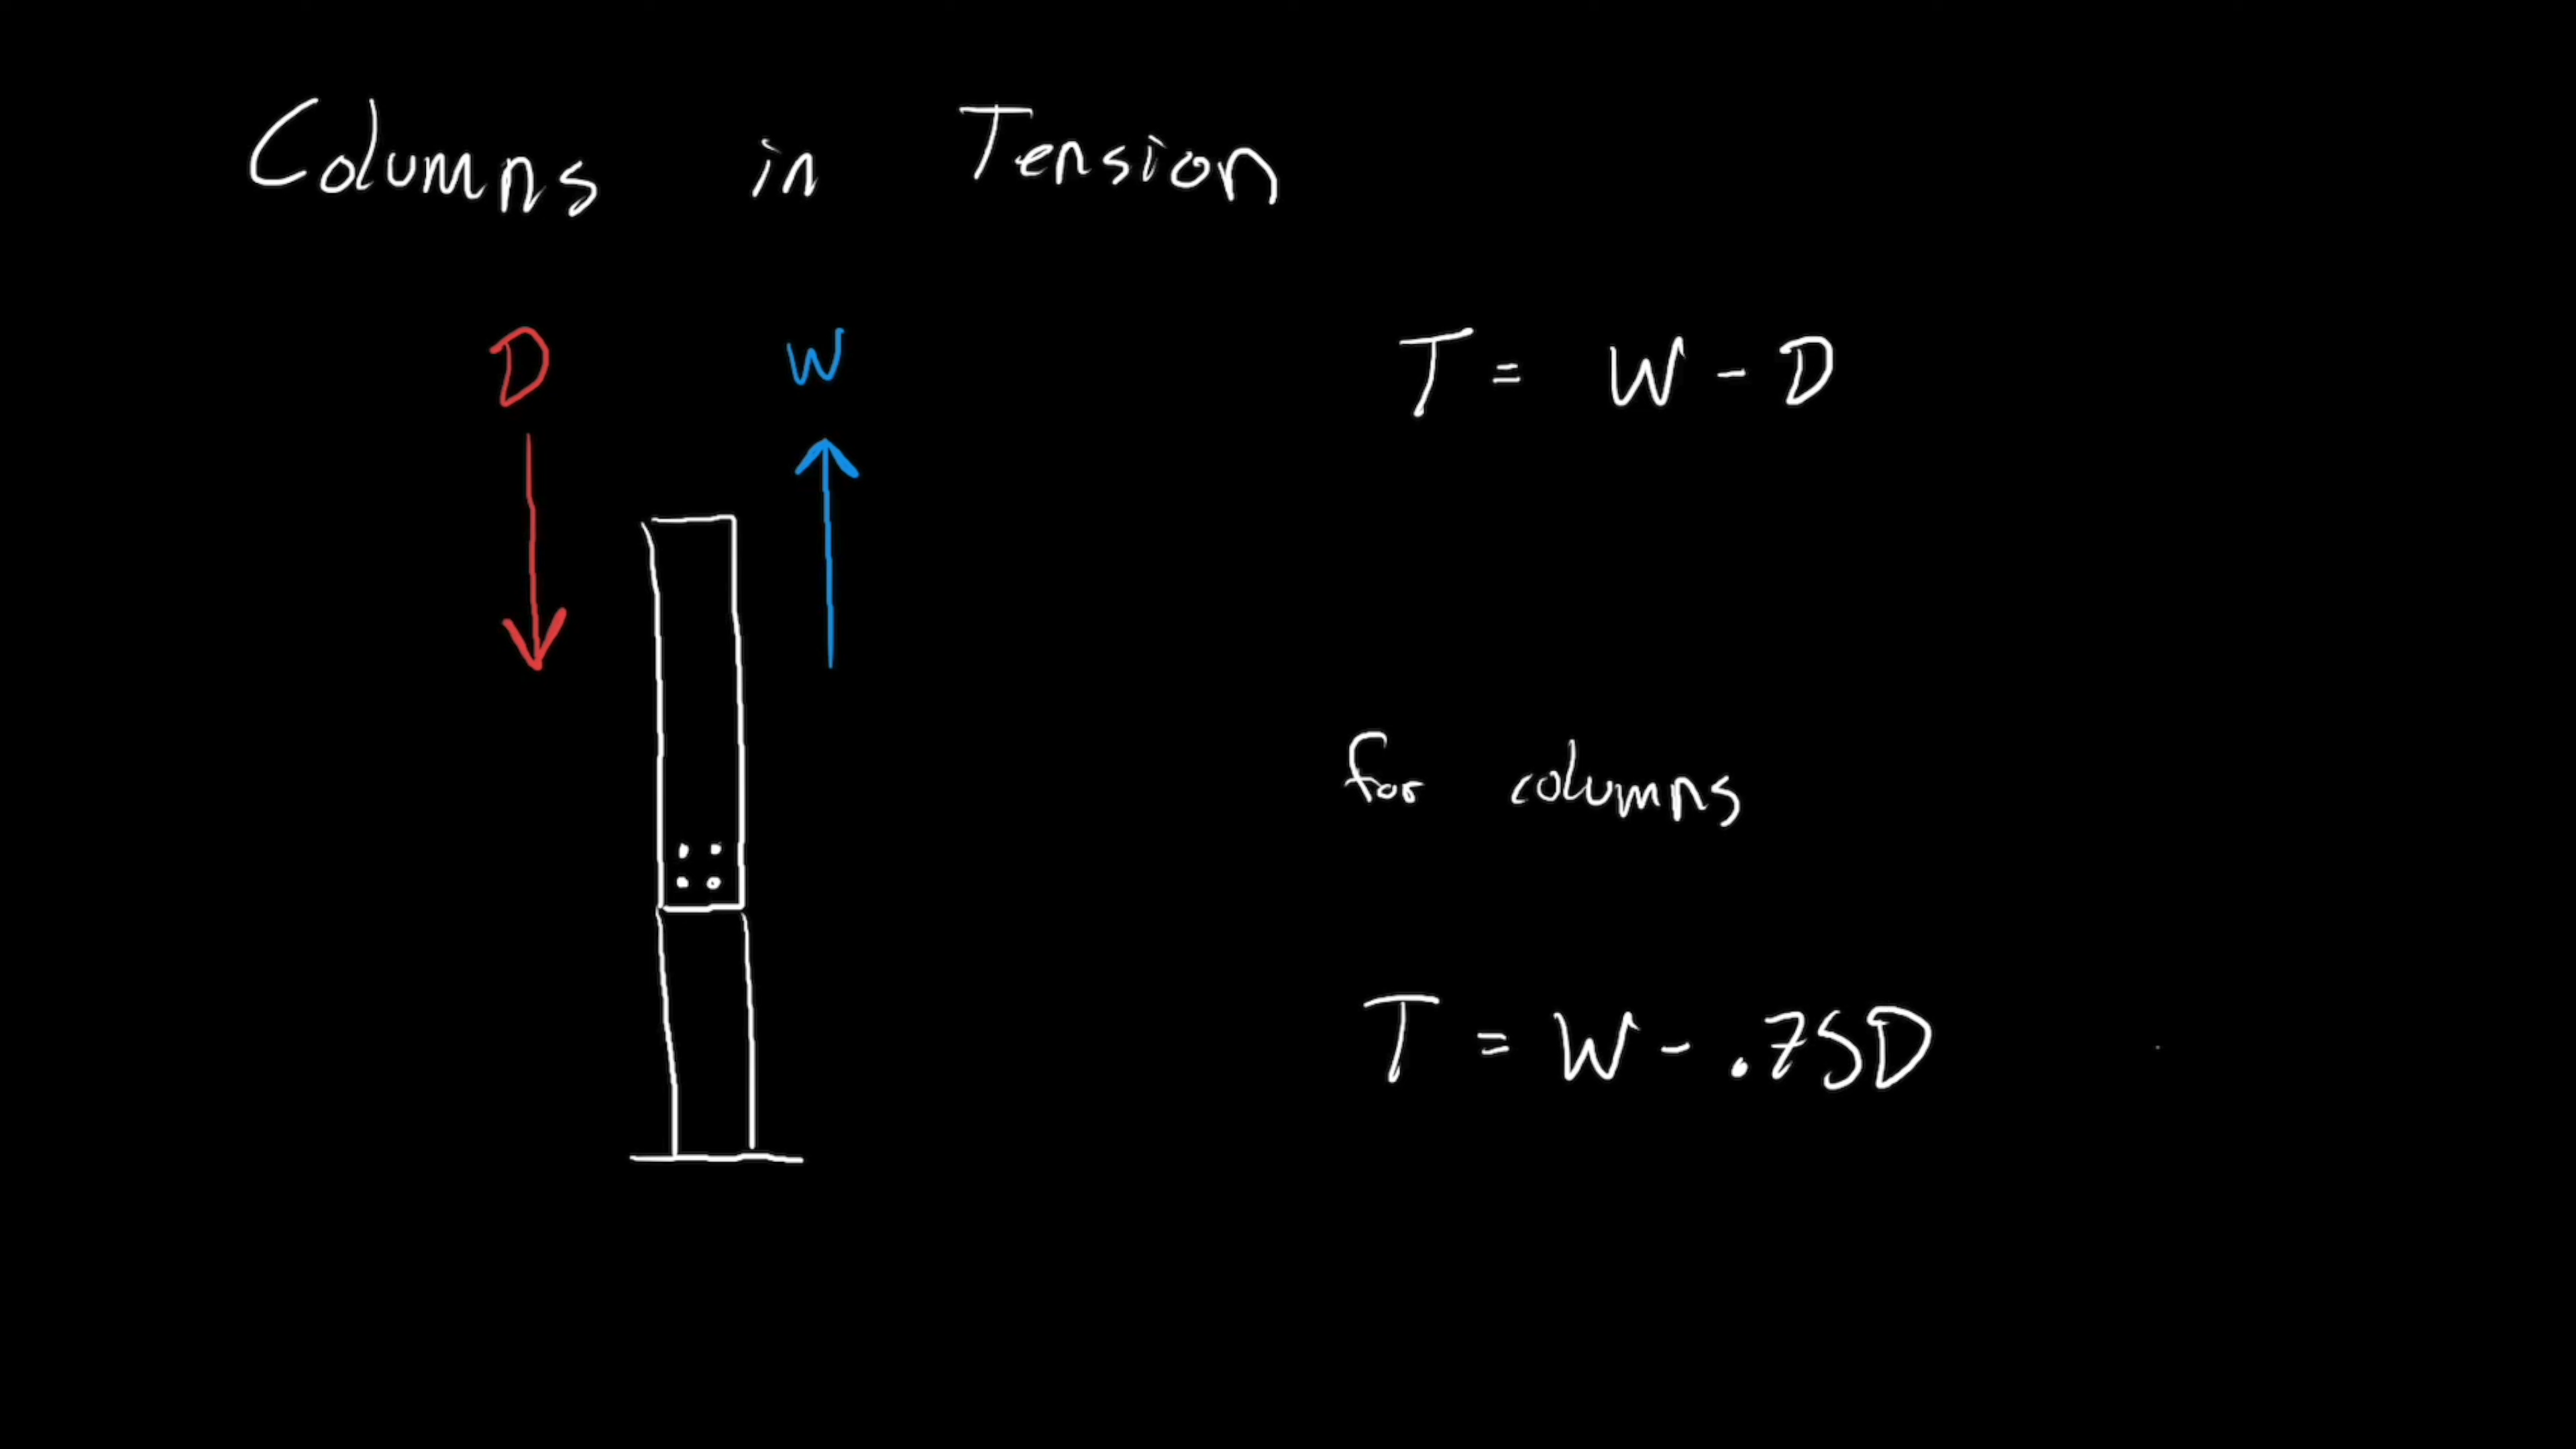 Columns in Tension
D W
T = W - D
for columns
T = W - .75D